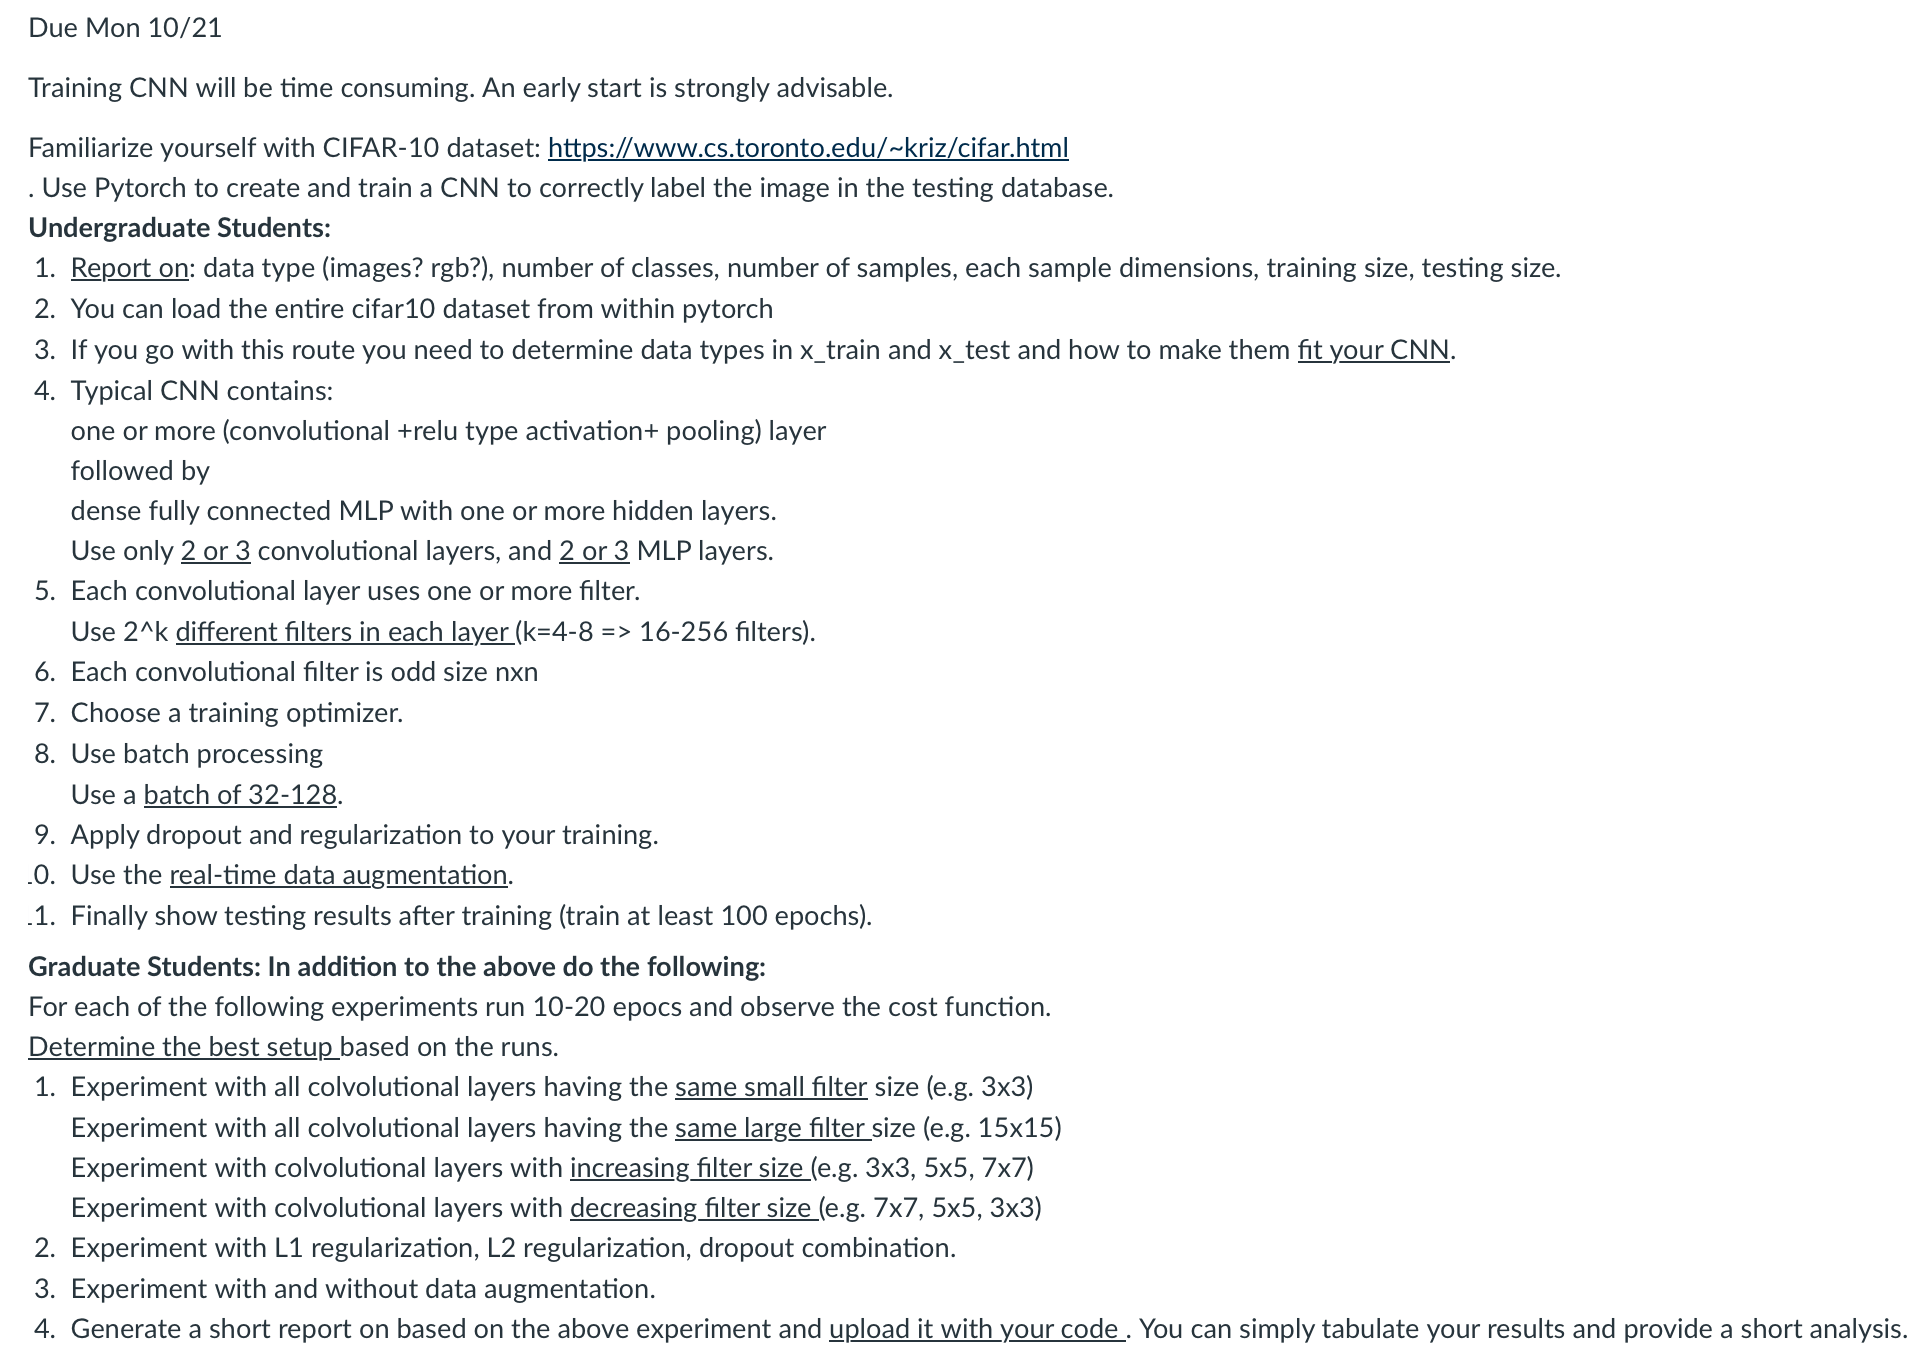 Due Mon 10/21
Training CNN will be time consuming. An early start is strongly advisable.
Familiarize yourself with CIFAR-10 dataset: https://www.cs.toronto.edu/~kriz/cifar.html
. Use Pytorch to create and train a CNN to correctly label the image in the testing database.
Undergraduate Students:
1. Report on: data type (images? rgb?), number of classes, number of samples, each sample dimensions, training size, testing size.
2. You can load the entire cifar10 dataset from within pytorch
3. If you go with this route you need to determine data types in x_train and x_test and how to make them fit your CNN.
4. Typical CNN contains:
one or more (convolutional +relu type activation+ pooling) layer
followed by
dense fully connected MLP with one or more hidden layers.
Use only 2 or 3 convolutional layers, and 2 or 3 MLP layers.
5. Each convolutional layer uses one or more filter.
Use 2^k different filters in each layer (k=4-8 => 16-256 filters).
6. Each convolutional filter is odd size nxn
7. Choose a training optimizer.
8. Use batch processing
Use a batch of 32-128.
9. Apply dropout and regularization to your training.
0. Use the real-time data augmentation.
1. Finally show testing results after training (train at least 100 epochs).
Graduate Students: In addition to the above do the following:
For each of the following experiments run 10-20 epocs and observe the cost function.
Determine the best setup based on the runs.
1. Experiment with all colvolutional layers having the same small filter size (e.g. 3x3)
Experiment with all colvolutional layers having the same large filter size (e.g. 15x15)
Experiment with colvolutional layers with increasing filter size (e.g. 3x3, 5x5, 7x7)
Experiment with colvolutional layers with decreasing filter size (e.g. 7x7, 5x5, 3x3)
2. Experiment with L1 regularization, L2 regularization, dropout combination.
3. Experiment with and without data augmentation.
4. Generate a short report on based on the above experiment and upload it with your code . You can simply tabulate your results and provide a short analysis.